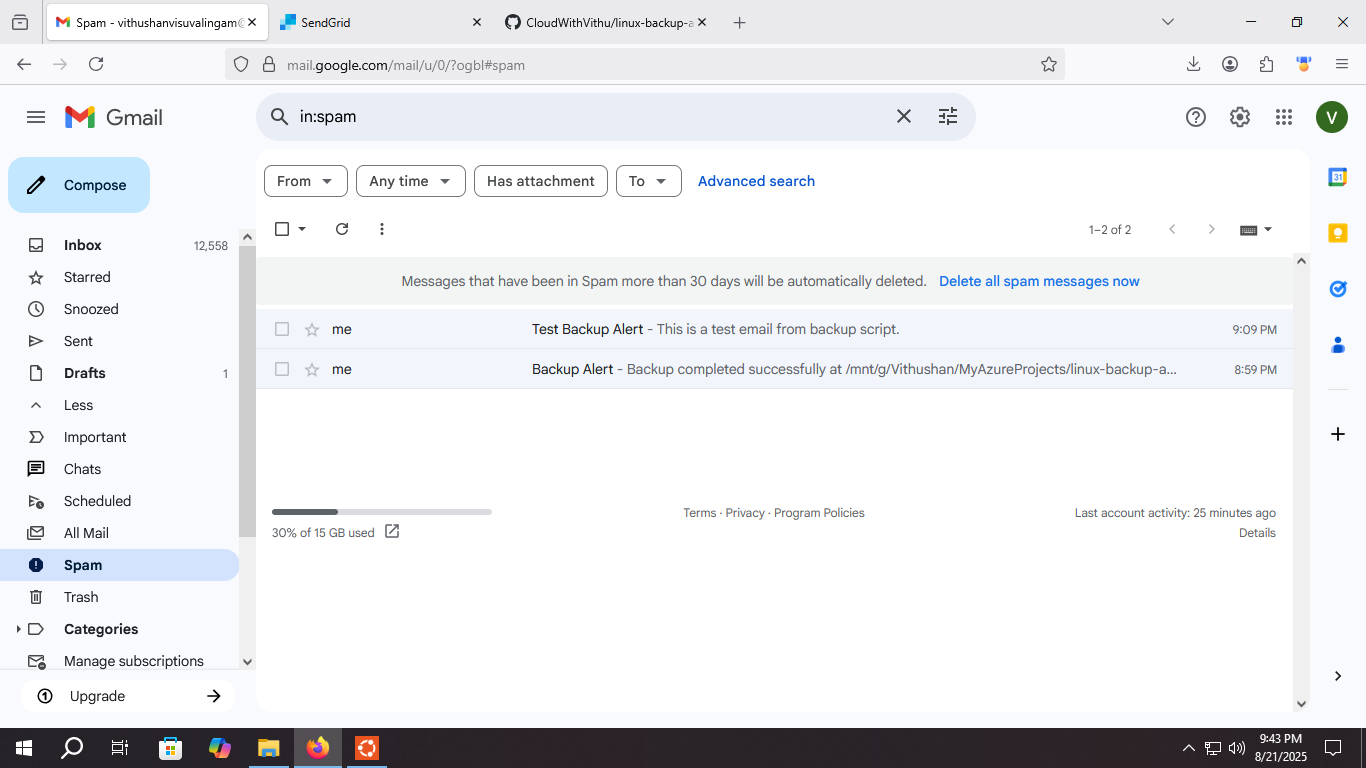 Spam - vithushanvisuvalingam@
SendGrid
CloudWithVithu/linux-backup-a
mail.google.com/mail/u/0/?ogbl#spam
Gmail
in:spam
V
Compose
From
Any time
Has attachment
To
Advanced search
1–2 of 2
Messages that have been in Spam more than 30 days will be automatically deleted. Delete all spam messages now
me Test Backup Alert - This is a test email from backup script. 9:09 PM
me Backup Alert - Backup completed successfully at /mnt/g/Vithushan/MyAzureProjects/linux-backup-a... 8:59 PM
Inbox 12,558
Starred
Snoozed
Sent
Drafts 1
Less
Important
Chats
Scheduled
All Mail
Spam
Trash
Categories
Manage subscriptions
Upgrade
30% of 15 GB used
Terms · Privacy · Program Policies
Last account activity: 25 minutes ago
Details
31
9:43 PM
8/21/2025